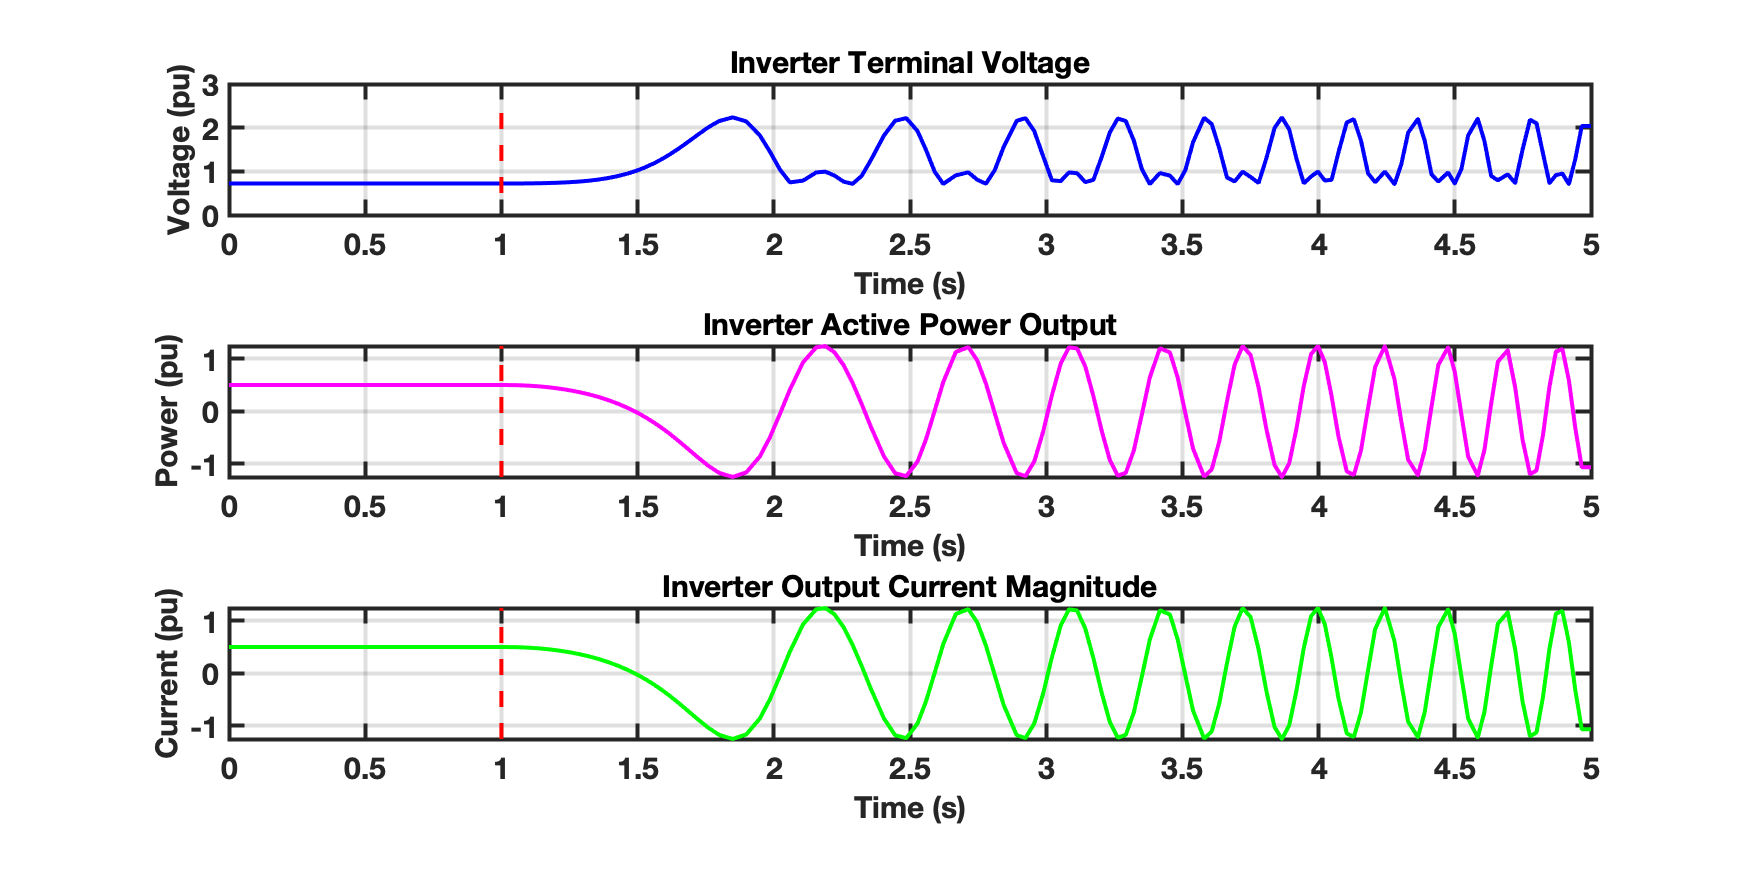 Inverter Terminal Voltage
Voltage (pu)
3
2
1
0
0 0.5 1 1.5 2 2.5 3 3.5 4 4.5 5
Time (s)
Inverter Active Power Output
Power (pu)
1
0
-1
0 0.5 1 1.5 2 2.5 3 3.5 4 4.5 5
Time (s)
Inverter Output Current Magnitude
Current (pu)
1
0
-1
0 0.5 1 1.5 2 2.5 3 3.5 4 4.5 5
Time (s)